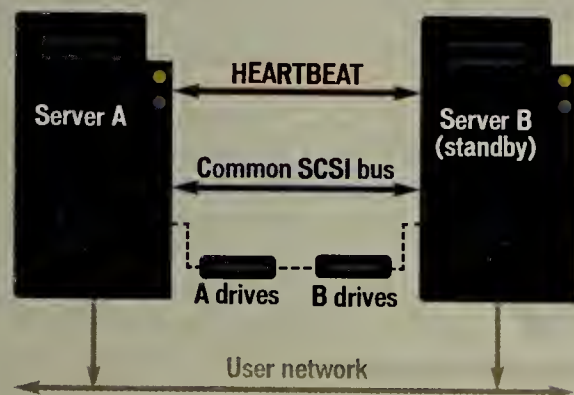 HEARTBEAT
Server A
Server B
(standby)
Common SCSI bus
A drives
B drives
User network